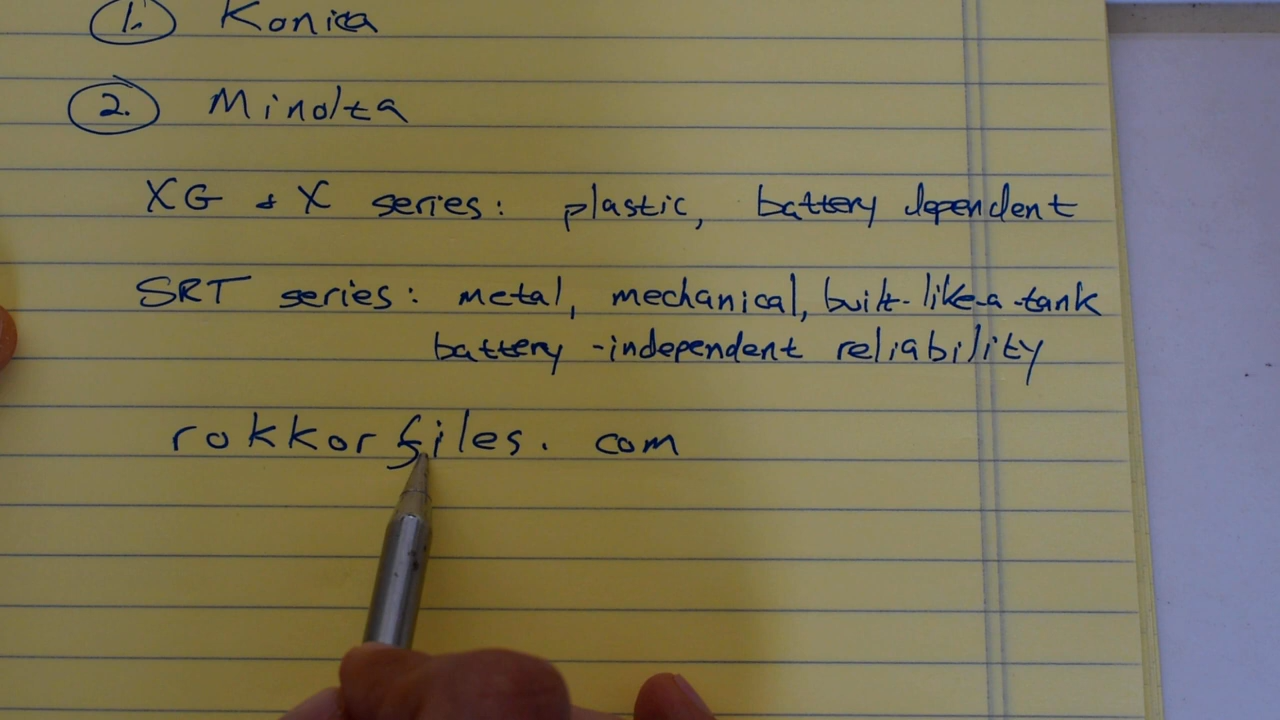 1. Konica
2. Minolta
XG & X series: plastic, battery dependent
SRT series: metal, mechanical, built-like-a-tank
battery-independent reliability
rokkorfiles.com